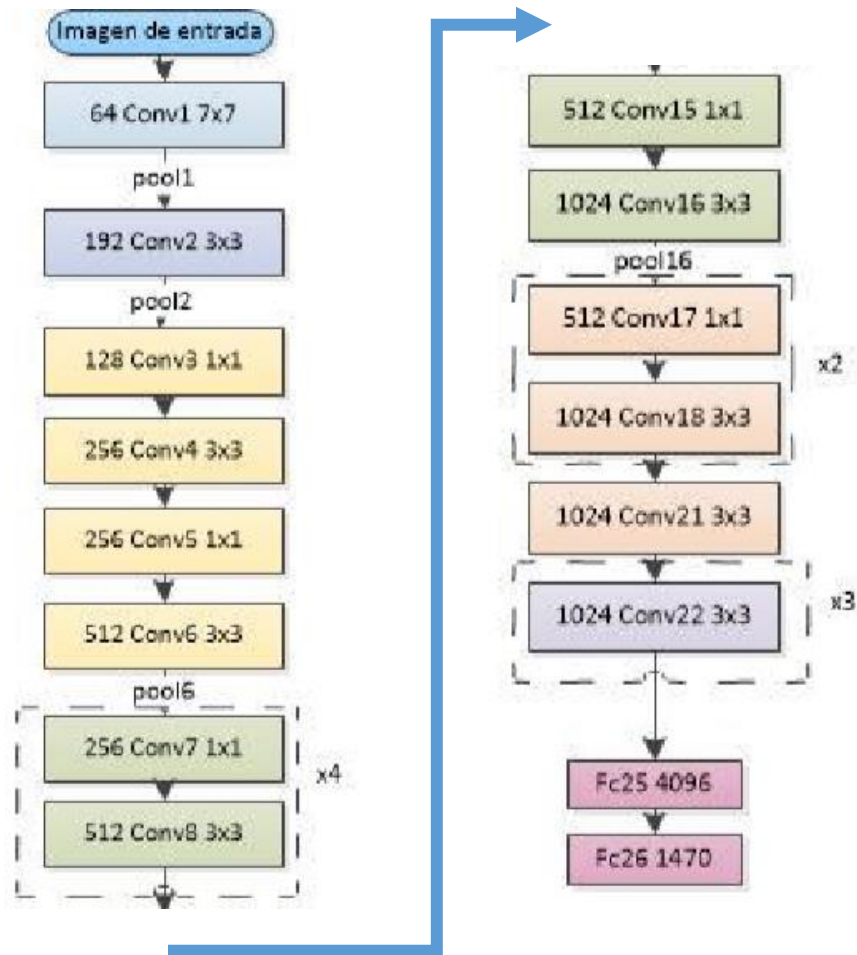 Imagen de entrada
64 Conv1 7x7
pool1
192 Conv2 3x3
pool2
128 Conv3 1x1
256 Conv4 3x3
256 Conv5 1x1
512 Conv6 3x3
pool6
256 Conv7 1x1
x4
512 Conv8 3x3
512 Conv15 1x1
1024 Conv16 3x3
pool16
512 Conv17 1x1
x2
1024 Conv18 3x3
1024 Conv21 3x3
1024 Conv22 3x3
x3
Fc25 4096
Fc26 1470